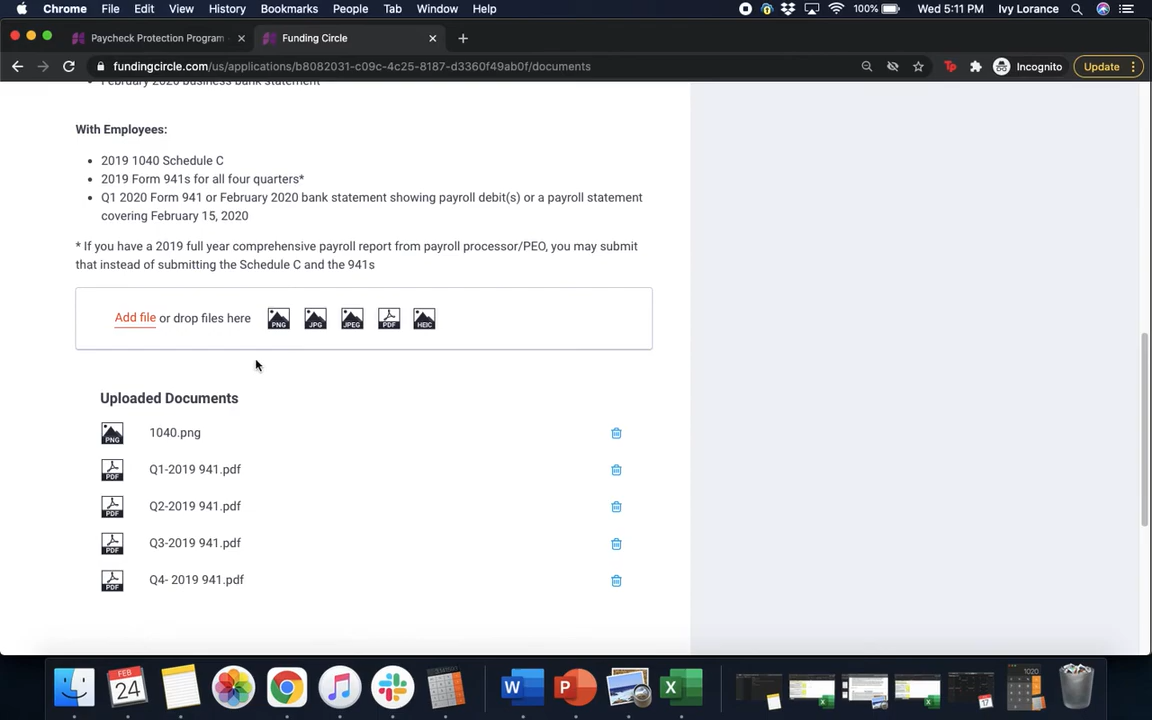 Chrome File Edit View History Bookmarks People Tab Window Help 100% Wed 5:11 PM Ivy Lorance
Paycheck Protection Program Funding Circle
fundingcircle.com/us/applications/b8082031-c09c-4c25-8187-d3360f49ab0f/documents Incognito Update
February 2020 business bank statement
With Employees:
• 2019 1040 Schedule C
• 2019 Form 941s for all four quarters*
• Q1 2020 Form 941 or February 2020 bank statement showing payroll debit(s) or a payroll statement
covering February 15, 2020
* If you have a 2019 full year comprehensive payroll report from payroll processor/PEO, you may submit
that instead of submitting the Schedule C and the 941s
Add file or drop files here PNG JPG JPEG PDF HEIC
Uploaded Documents
PNG 1040.png
PDF Q1-2019 941.pdf
PDF Q2-2019 941.pdf
PDF Q3-2019 941.pdf
PDF Q4- 2019 941.pdf
FEB
24 W P X 1020 17